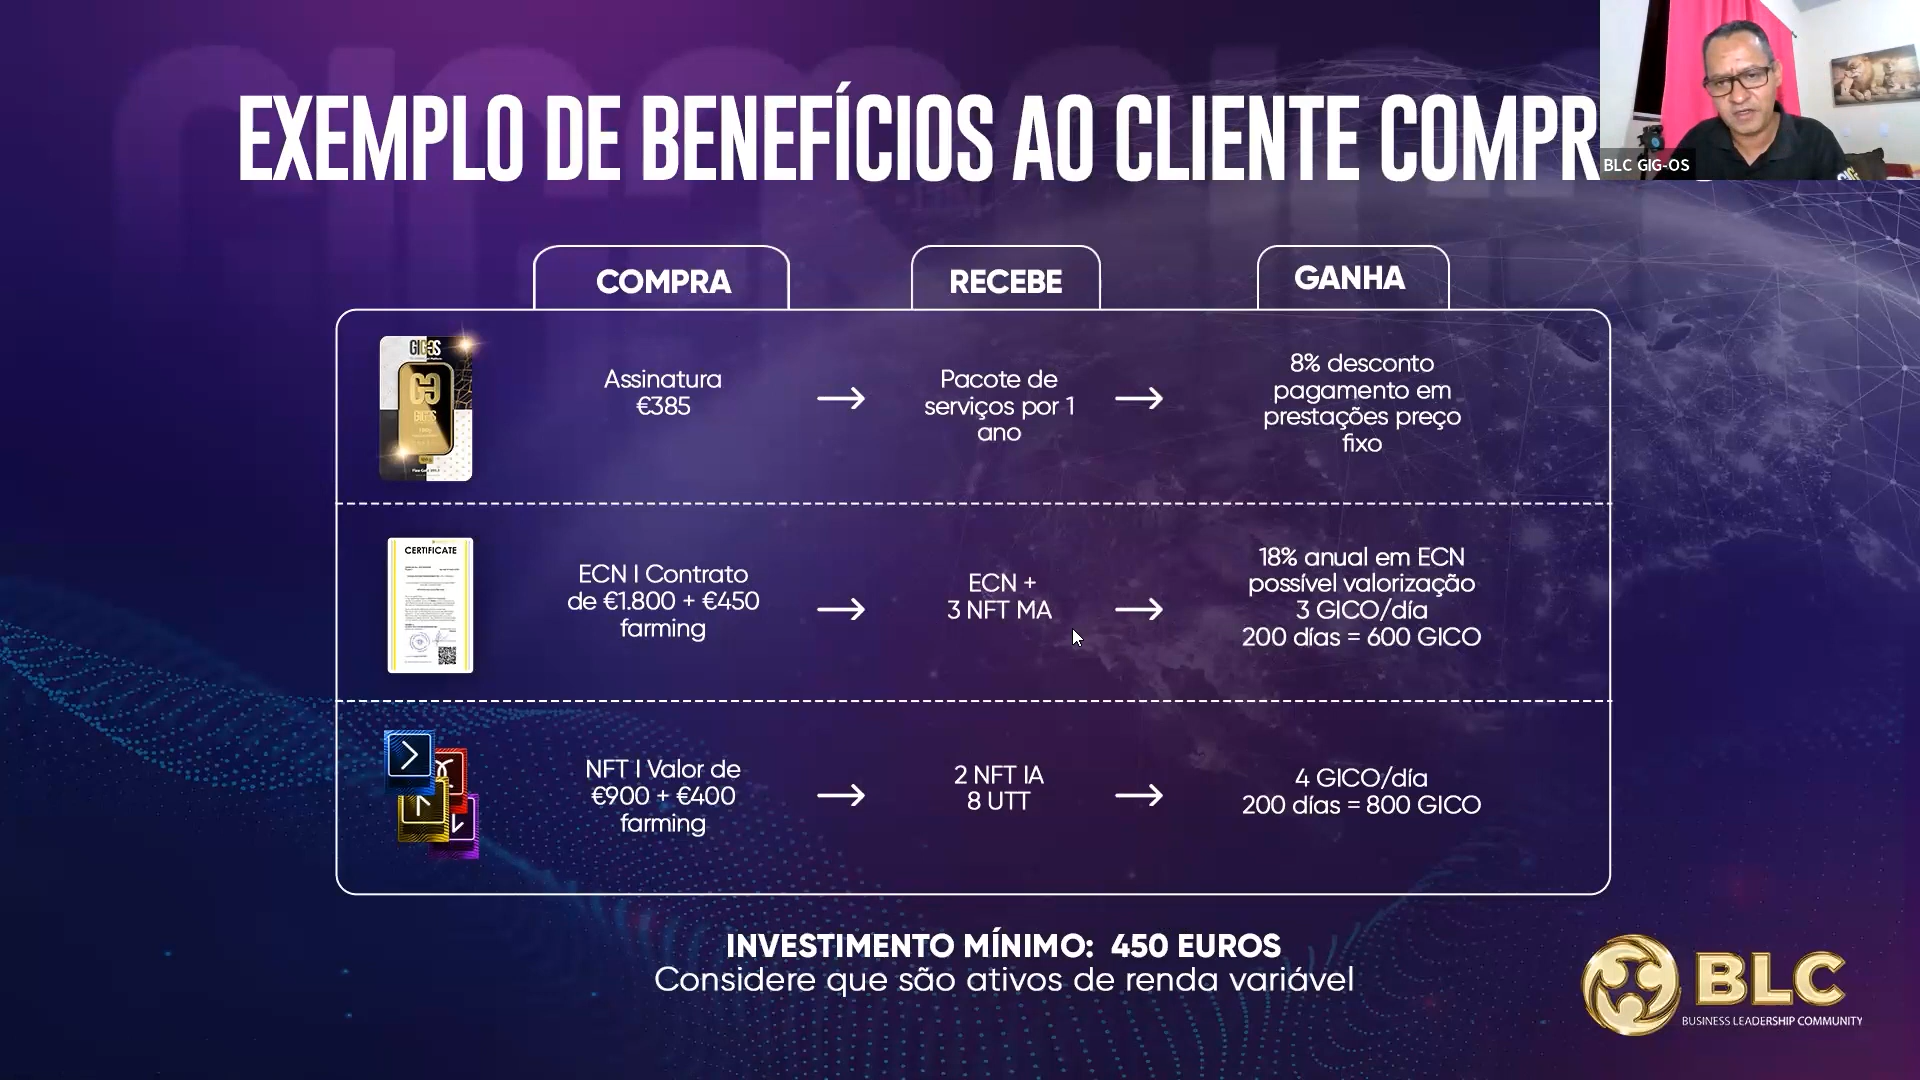 EXEMPLO DE BENEFÍCIOS AO CLIENTE COMPR
BLC GIG-OS
COMPRA
RECEBE
GANHA
GIGOS
Assinatura
€385
Pacote de
serviços por 1
ano
8% desconto
pagamento em
prestações preço
fixo
CERTIFICATE
ECN I Contrato
de €1.800 + €450
farming
ECN +
3 NFT MA
18% anual em ECN
possível valorização
3 GICO/día
200 días = 600 GICO
NFT I Valor de
€900 + €400
farming
2 NFT IA
8 UTT
4 GICO/día
200 días = 800 GICO
INVESTIMENTO MÍNIMO: 450 EUROS
Considere que são ativos de renda variável
BLC
BUSINESS LEADERSHIP COMMUNITY